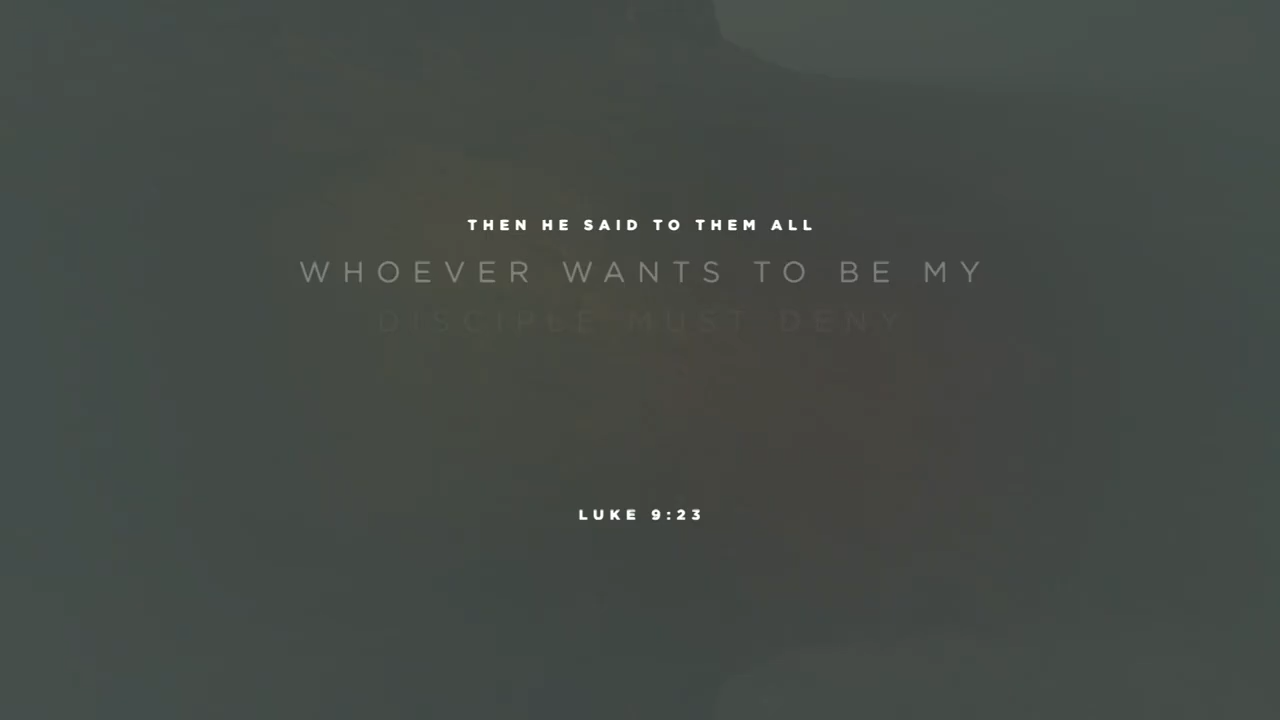 THEN HE SAID TO THEM ALL
WHOEVER WANTS TO BE MY
DISCIPLE MUST DENY
LUKE 9:23